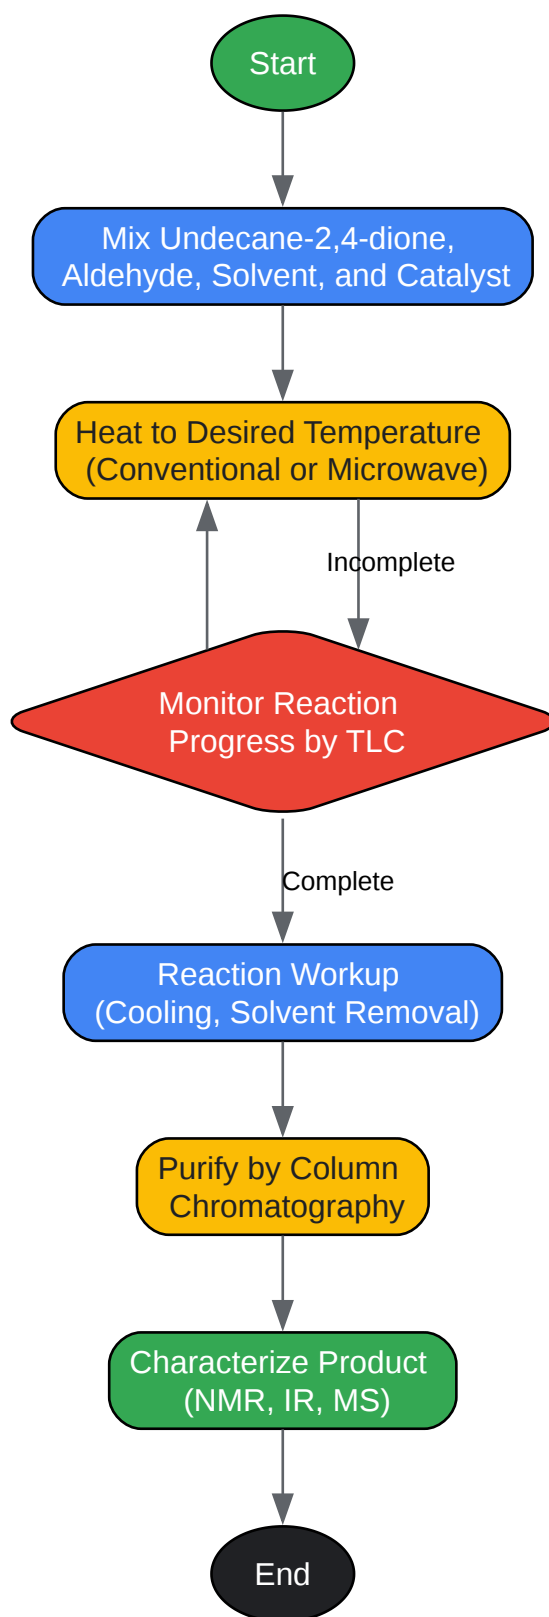 Start
Mix Undecane-2,4-dione,
Aldehyde, Solvent, and Catalyst
Heat to Desired Temperature
(Conventional or Microwave)
Incomplete
Monitor Reaction
Progress by TLC
Complete
Reaction Workup
(Cooling, Solvent Removal)
Purify by Column
Chromatography
Characterize Product
(NMR, IR, MS)
End